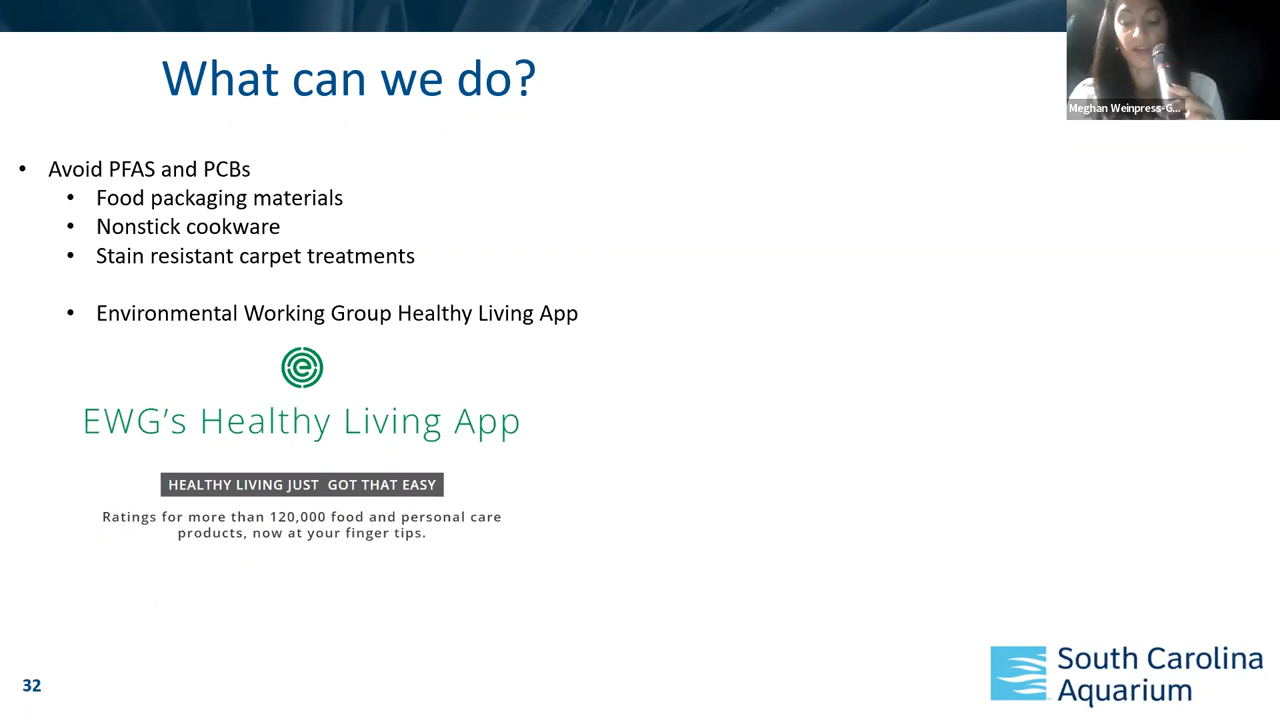 What can we do?
Meghan Weinpress-G...
• Avoid PFAS and PCBs
• Food packaging materials
• Nonstick cookware
• Stain resistant carpet treatments
• Environmental Working Group Healthy Living App
e
EWG's Healthy Living App
HEALTHY LIVING JUST GOT THAT EASY
Ratings for more than 120,000 food and personal care
products, now at your finger tips.
32
South Carolina
Aquarium